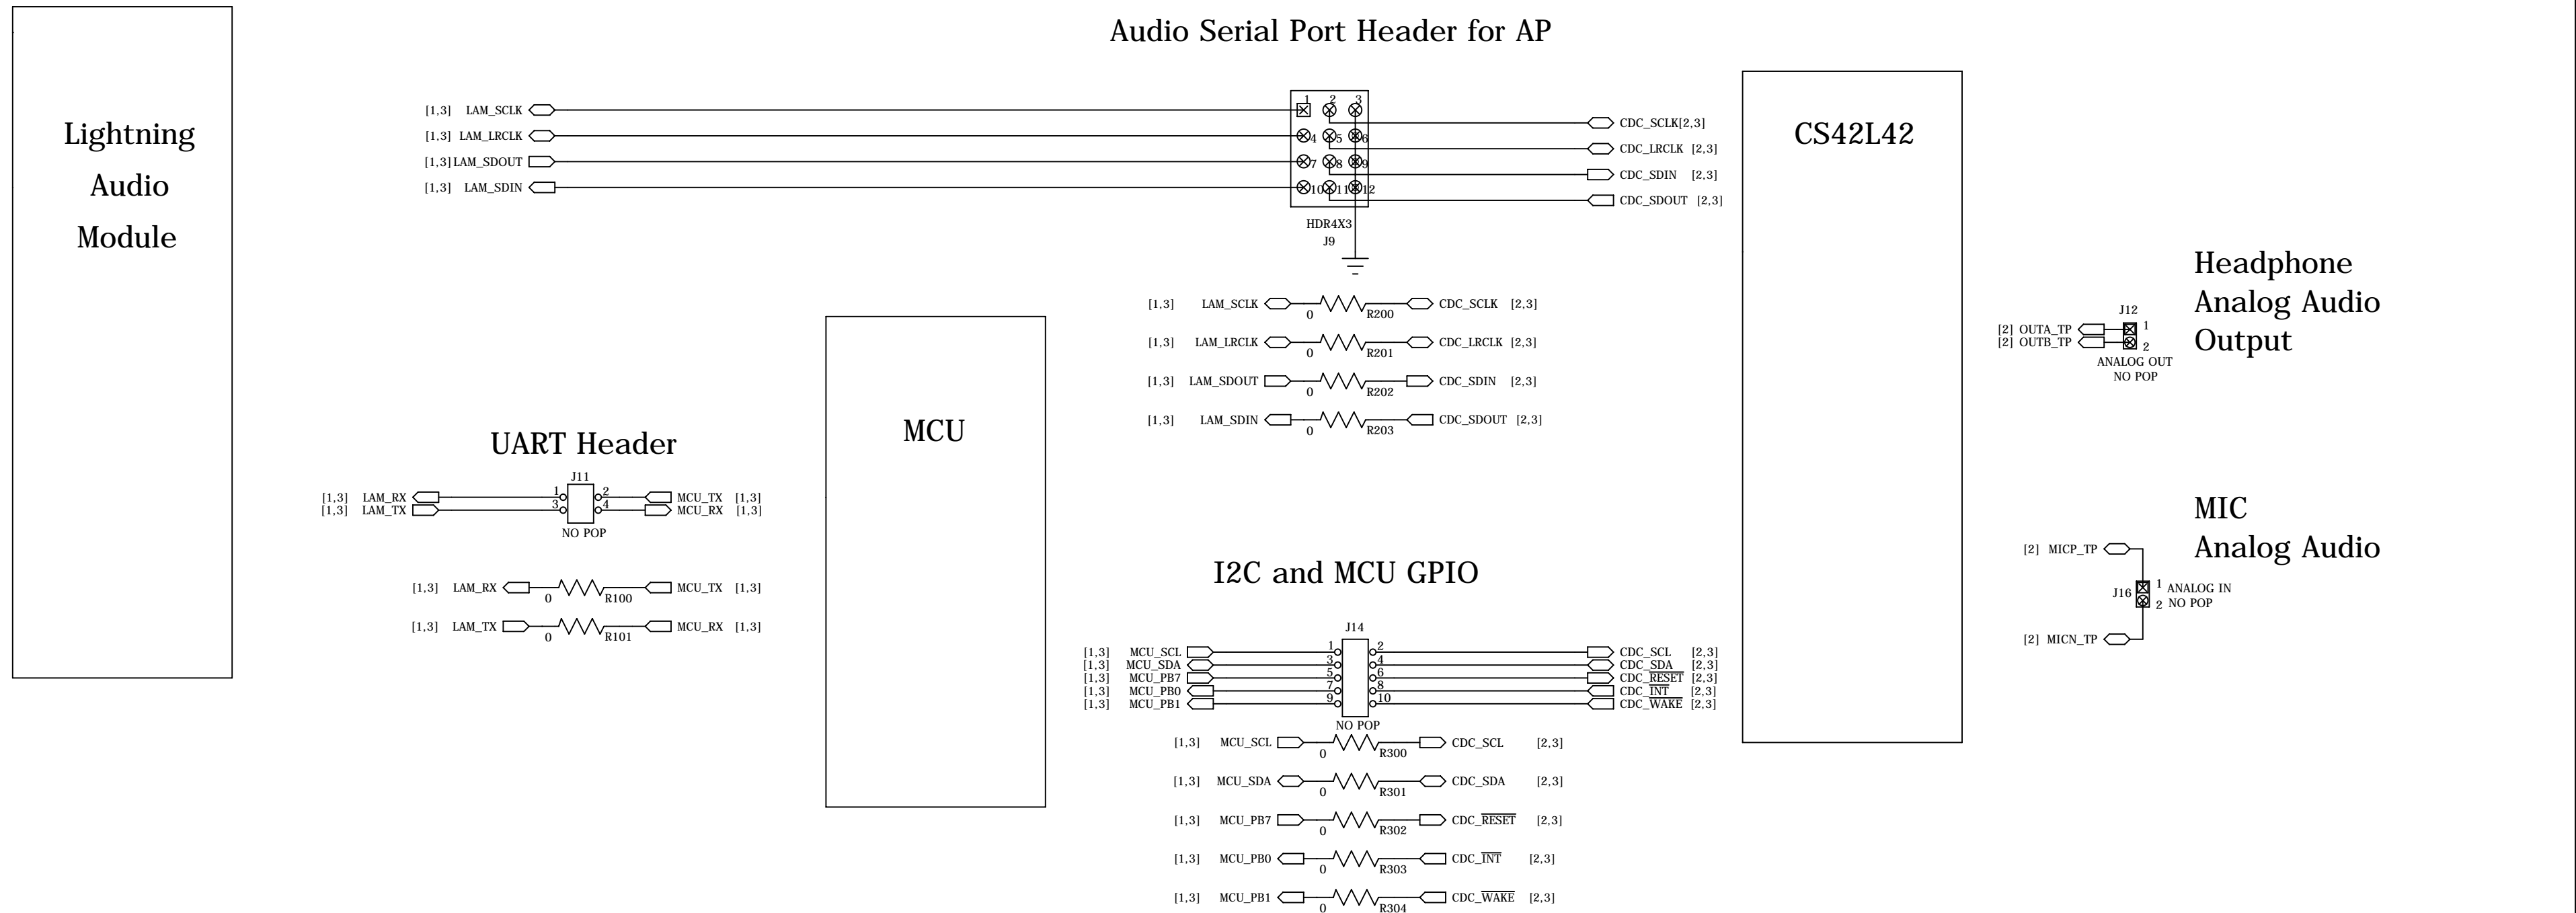 Audio Serial Port Header for AP
Lightning
Audio
Module
[1,3] LAM_SCLK
[1,3] LAM_LRCLK
[1,3] LAM_SDOUT
[1,3] LAM_SDIN
1 2 3
4 5 6
7 8 9
10 11 12
HDR4X3
J9
CDC_SCLK[2,3]
CDC_LRCLK [2,3]
CDC_SDIN [2,3]
CDC_SDOUT [2,3]
CS42L42
[1,3] LAM_SCLK 0 R200 CDC_SCLK [2,3]
[1,3] LAM_LRCLK 0 R201 CDC_LRCLK [2,3]
[1,3] LAM_SDOUT 0 R202 CDC_SDIN [2,3]
[1,3] LAM_SDIN 0 R203 CDC_SDOUT [2,3]
Headphone
Analog Audio
Output
J12
[2] OUTA_TP 1
[2] OUTB_TP 2
ANALOG OUT
NO POP
MCU
UART Header
J11
[1,3] LAM_RX 1 2 MCU_TX [1,3]
[1,3] LAM_TX 3 4 MCU_RX [1,3]
NO POP
[1,3] LAM_RX 0 R100 MCU_TX [1,3]
[1,3] LAM_TX 0 R101 MCU_RX [1,3]
MIC
Analog Audio
[2] MICP_TP
J16 1 ANALOG IN
2 NO POP
[2] MICN_TP
I2C and MCU GPIO
J14
[1,3] MCU_SCL 1 2 CDC_SCL [2,3]
[1,3] MCU_SDA 3 4 CDC_SDA [2,3]
[1,3] MCU_PB7 5 6 CDC_RESET [2,3]
[1,3] MCU_PB0 7 8 CDC_INT [2,3]
[1,3] MCU_PB1 9 10 CDC_WAKE [2,3]
NO POP
[1,3] MCU_SCL 0 R300 CDC_SCL [2,3]
[1,3] MCU_SDA 0 R301 CDC_SDA [2,3]
[1,3] MCU_PB7 0 R302 CDC_RESET [2,3]
[1,3] MCU_PB0 0 R303 CDC_INT [2,3]
[1,3] MCU_PB1 0 R304 CDC_WAKE [2,3]